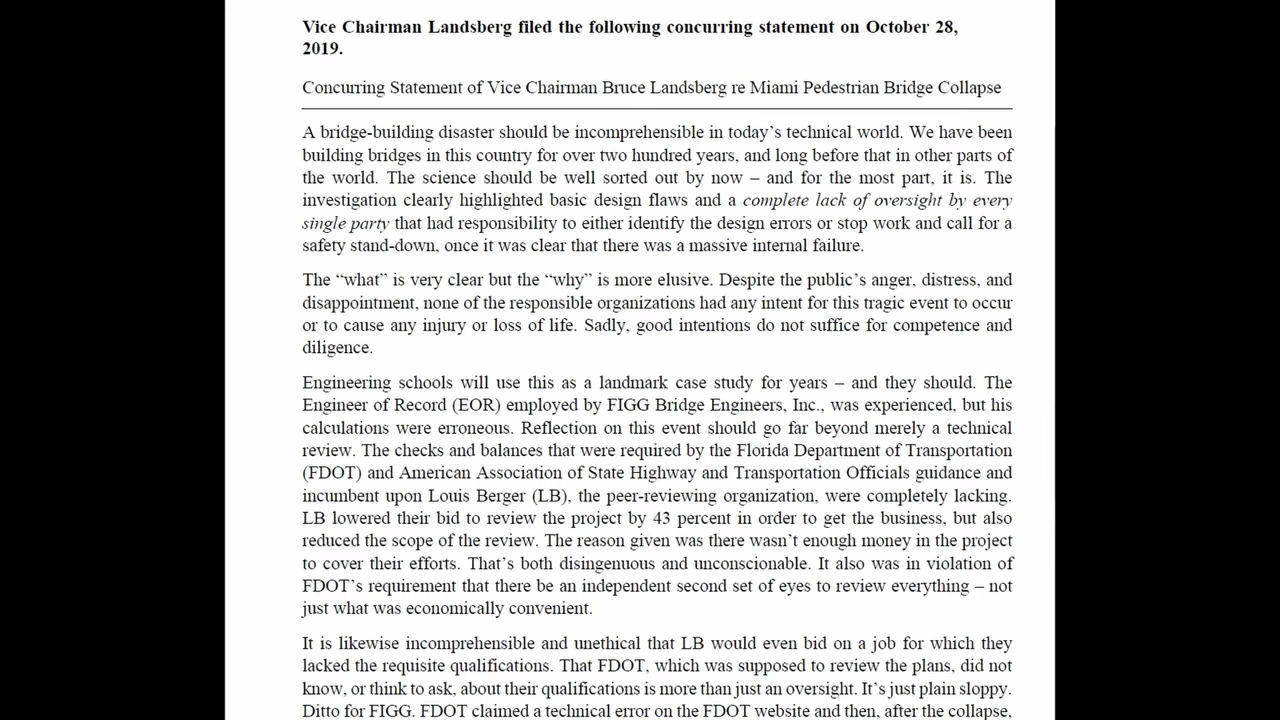 Vice Chairman Landsberg filed the following concurring statement on October 28,
2019.
Concurring Statement of Vice Chairman Bruce Landsberg re Miami Pedestrian Bridge Collapse
A bridge-building disaster should be incomprehensible in today's technical world. We have been
building bridges in this country for over two hundred years, and long before that in other parts of
the world. The science should be well sorted out by now – and for the most part, it is. The
investigation clearly highlighted basic design flaws and a complete lack of oversight by every
single party that had responsibility to either identify the design errors or stop work and call for a
safety stand-down, once it was clear that there was a massive internal failure.
The “what” is very clear but the “why” is more elusive. Despite the public’s anger, distress, and
disappointment, none of the responsible organizations had any intent for this tragic event to occur
or to cause any injury or loss of life. Sadly, good intentions do not suffice for competence and
diligence.
Engineering schools will use this as a landmark case study for years – and they should. The
Engineer of Record (EOR) employed by FIGG Bridge Engineers, Inc., was experienced, but his
calculations were erroneous. Reflection on this event should go far beyond merely a technical
review. The checks and balances that were required by the Florida Department of Transportation
(FDOT) and American Association of State Highway and Transportation Officials guidance and
incumbent upon Louis Berger (LB), the peer-reviewing organization, were completely lacking.
LB lowered their bid to review the project by 43 percent in order to get the business, but also
reduced the scope of the review. The reason given was there wasn’t enough money in the project
to cover their efforts. That’s both disingenuous and unconscionable. It also was in violation of
FDOT’s requirement that there be an independent second set of eyes to review everything – not
just what was economically convenient.
It is likewise incomprehensible and unethical that LB would even bid on a job for which they
lacked the requisite qualifications. That FDOT, which was supposed to review the plans, did not
know, or think to ask, about their qualifications is more than just an oversight. It’s just plain sloppy.
Ditto for FIGG. FDOT claimed a technical error on the FDOT website and then, after the collapse,